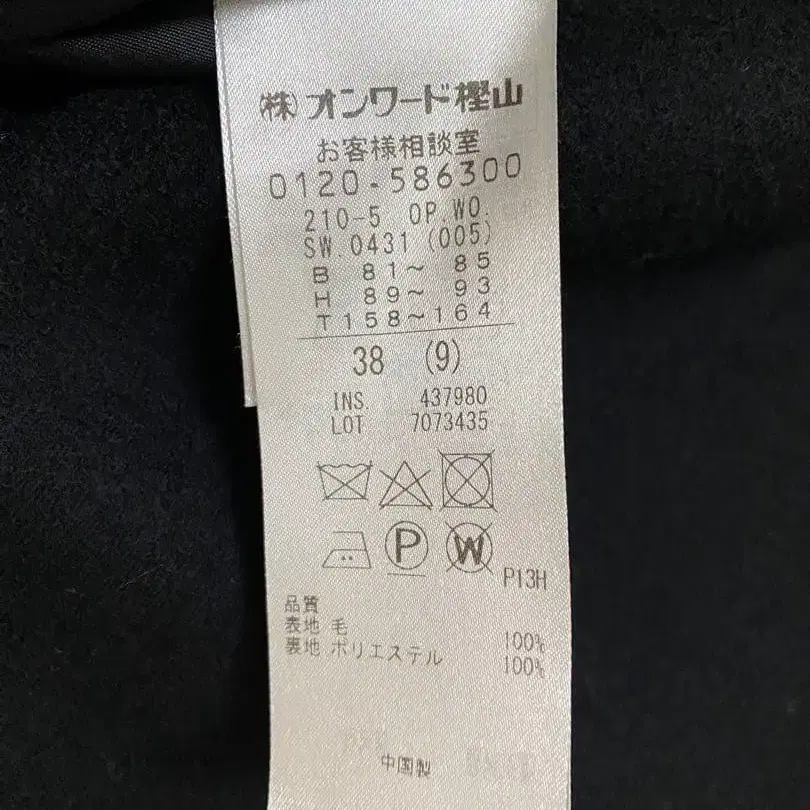 (株)オンワード樫山
お客様相談室
0120-586300
210-5 OP.WO.
SW.0431 (005)
B 81～ 85
H 89～ 93
T158～164
38 (9)
INS. 437980
LOT 7073435
P
W
P13H
品質
表地 毛 100%
裏地 ポリエステル 100%
中国製